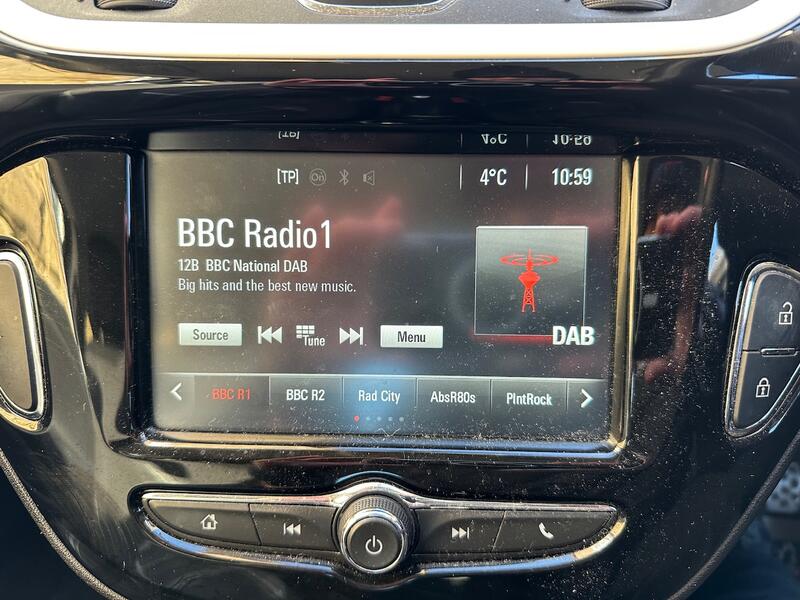 [TP] On 4°C 10:59
BBC Radio1
12B BBC National DAB
Big hits and the best new music.
DAB
Source Tune Menu
BBC R1 BBC R2 Rad City AbsR80s PlntRock